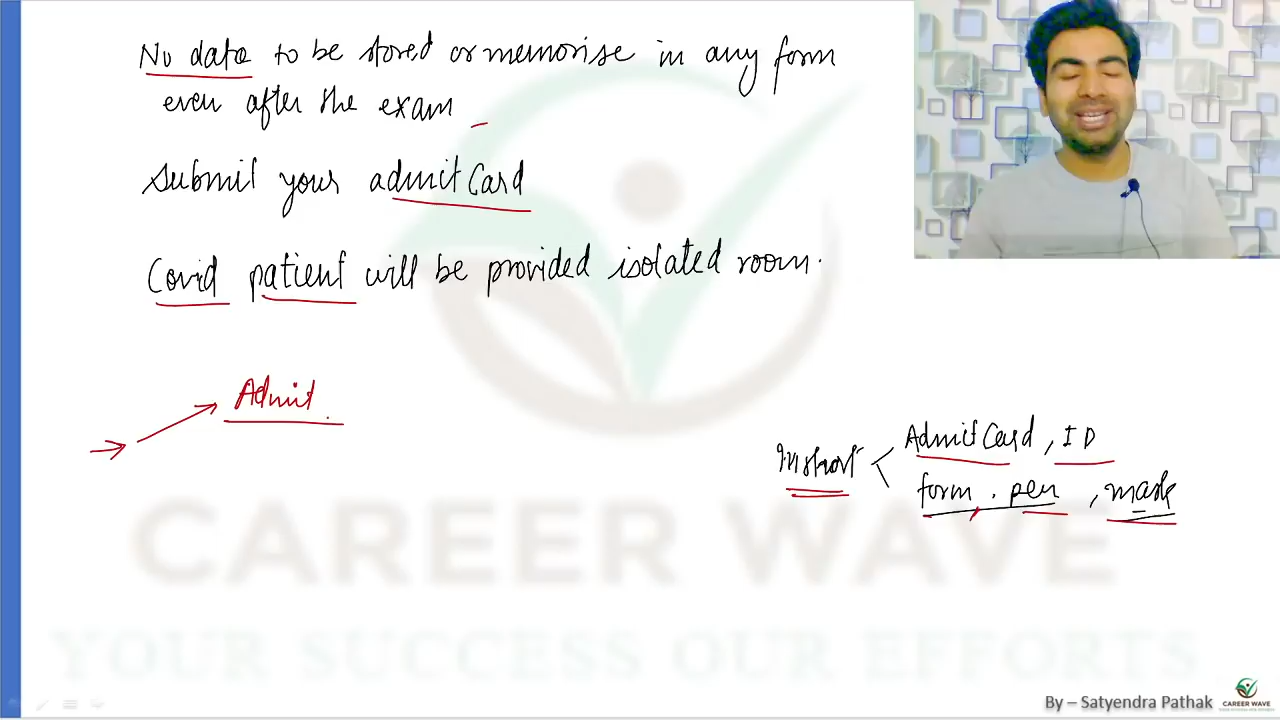 No data to be stored or memorise in any form
even after the exam
Submit your admit Card
Covid patient will be provided isolated room.
Admit
Admit Card, ID
form. pen, mask
CAREER WAVE
YOUR SUCCESS OUR EFFORTS
By – Satyendra Pathak
CAREER WAVE